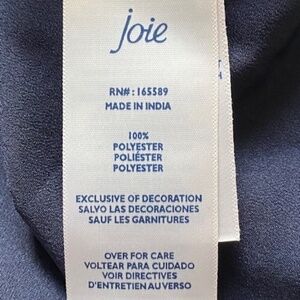 joie
RN#: 165589
MADE IN INDIA
100%
POLYESTER
POLIÉSTER
POLYESTER
EXCLUSIVE OF DECORATION
SALVO LAS DECORACIONES
SAUF LES GARNITURES
OVER FOR CARE
VOLTEAR PARA CUIDADO
VOIR DIRECTIVES
D'ENTRETIEN AU VERSO